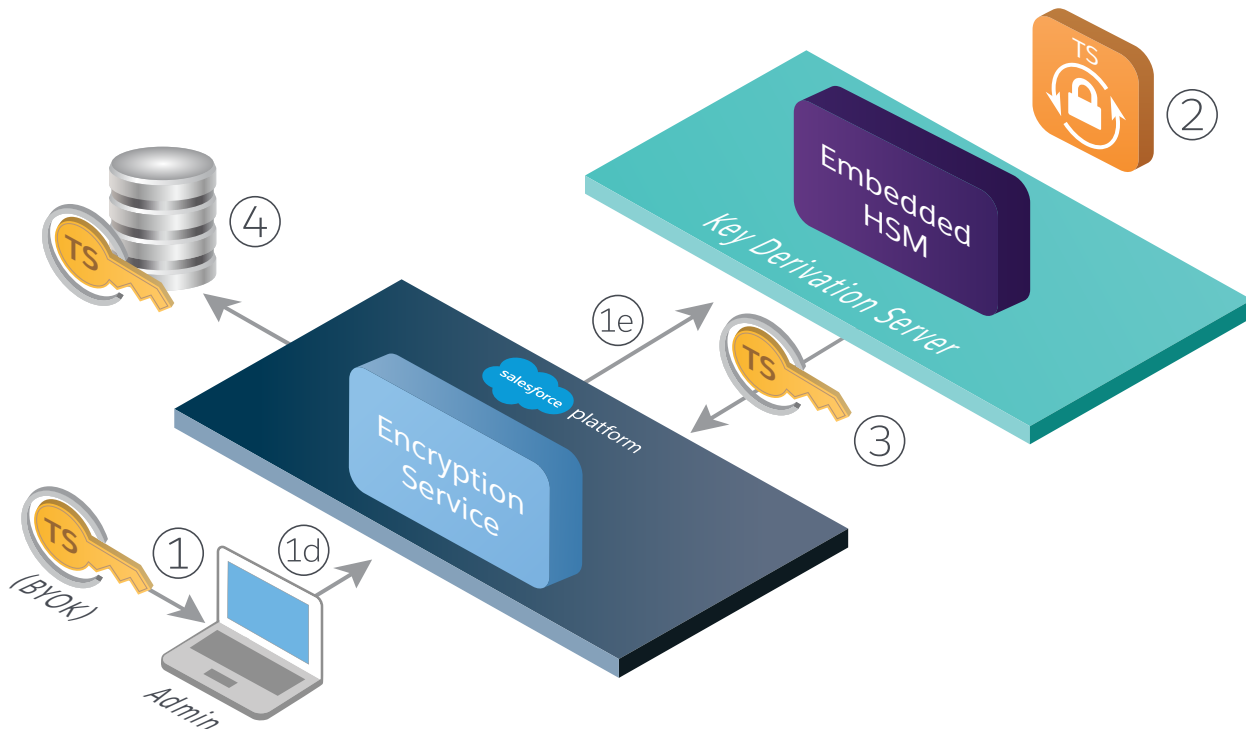 TS
2
Embedded
HSM
Key Derivation Server
TS
4
1e
TS
3
salesforce
platform
Encryption
Service
TS
(BYOK)
1
1d
Admin